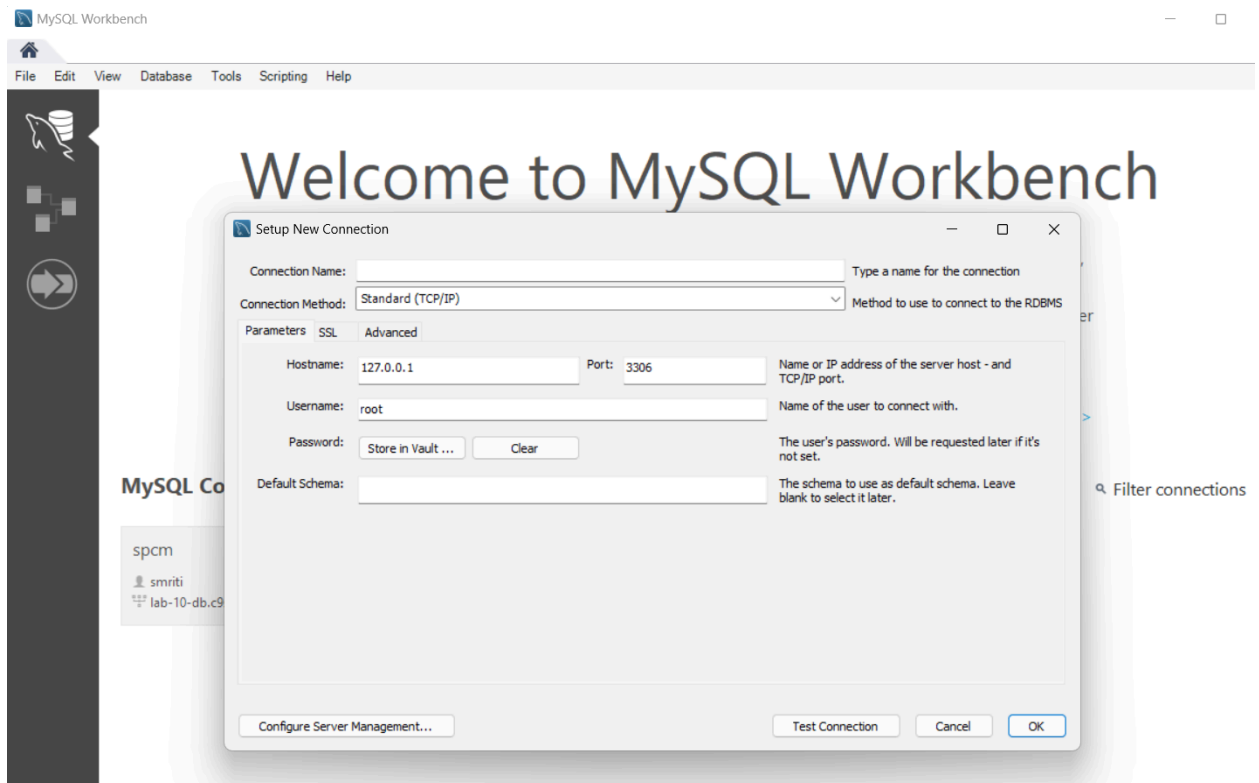 MySQL Workbench
File Edit View Database Tools Scripting Help
Welcome to MySQL Workbench
Setup New Connection
Connection Name: Type a name for the connection
Connection Method: Standard (TCP/IP) Method to use to connect to the RDBMS
Parameters SSL Advanced
Hostname: 127.0.0.1 Port: 3306 Name or IP address of the server host - and
TCP/IP port.
Username: root Name of the user to connect with.
Password: Store in Vault ... Clear The user's password. Will be requested later if it's
not set.
Default Schema: The schema to use as default schema. Leave
blank to select it later.
er
>
MySQL Co
Filter connections
spcm
smriti
lab-10-db.c9
Configure Server Management... Test Connection Cancel OK